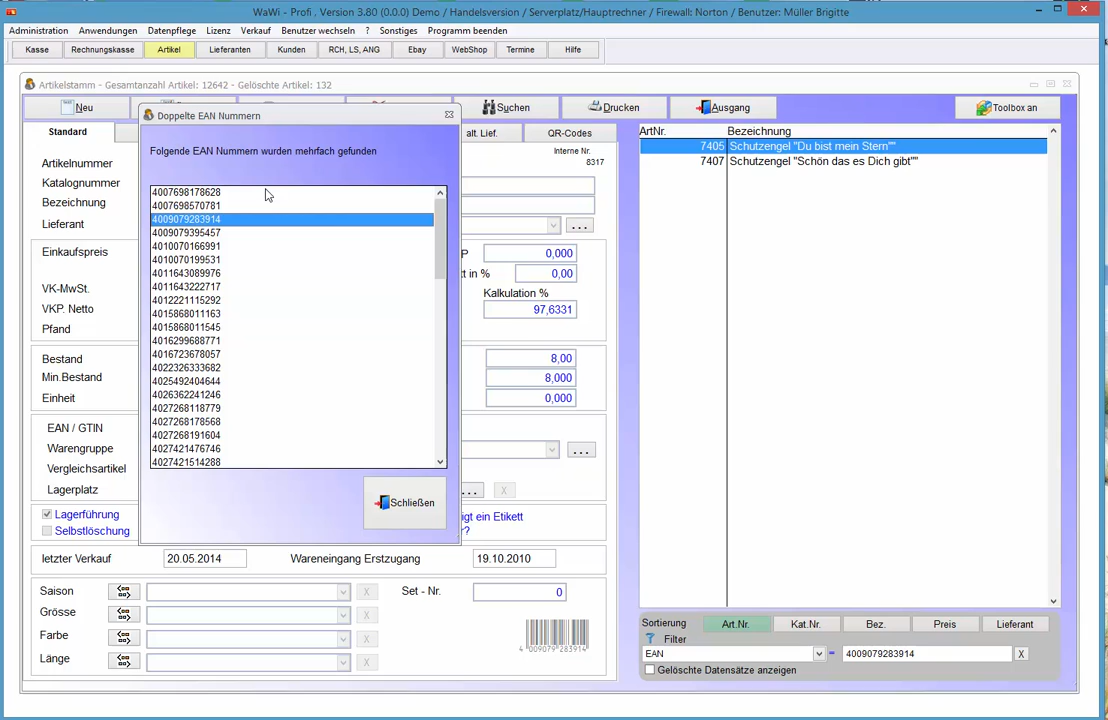 WaWi - Profi . Version 3.80 (0.0.0) Demo / Handelsversion / Serverplatz/Hauptrechner / Firewall: Norton / Benutzer: Müller Brigitte
Administration Anwendungen Datenpflege Lizenz Verkauf Benutzer wechseln ? Sonstiges Programm beenden
Kasse Rechnungskasse Artikel Lieferanten Kunden RCH, LS, ANG Ebay WebShop Termine Hilfe
Artikelstamm - Gesamtanzahl Artikel: 12642 - Gelöschte Artikel: 132
Neu Suchen Drucken Ausgang Toolbox an
Doppelte EAN Nummern
Folgende EAN Nummern wurden mehrfach gefunden
4007698178628
4007698570781
4009079283914
4009079395457
4010070166991
4010070199531
4011643089976
4011643222717
4012221115292
4015868011163
4015868011545
4016299688771
4016723678057
4022326333682
4025492404644
4026362241246
4027268118779
4027268178568
4027268191604
4027421476746
4027421514288
Schließen
Standard alt. Lief. QR-Codes
Interne Nr.
8317
Artikelnummer
Katalognummer
Bezeichnung
Lieferant ...
Einkaufspreis P 0,000
tt in % 0,00
VK-MwSt. Kalkulation %
VKP. Netto 97,6331
Pfand
Bestand 8,00
Min.Bestand 8,000
Einheit 0,000
EAN / GTIN
Warengruppe ...
Vergleichsartikel
Lagerplatz ... X
Lagerführung igt ein Etikett
Selbstlöschung r?
letzter Verkauf 20.05.2014 Wareneingang Erstzugang 19.10.2010
Saison X Set - Nr. 0
Grösse X
Farbe X
Länge X
4 009079 283914
ArtNr. Bezeichnung
7405 Schutzengel "Du bist mein Stern""
7407 Schutzengel "Schön das es Dich gibt""
Sortierung Art.Nr. Kat.Nr. Bez. Preis Lieferant
Filter
EAN = 4009079283914 X
Gelöschte Datensätze anzeigen